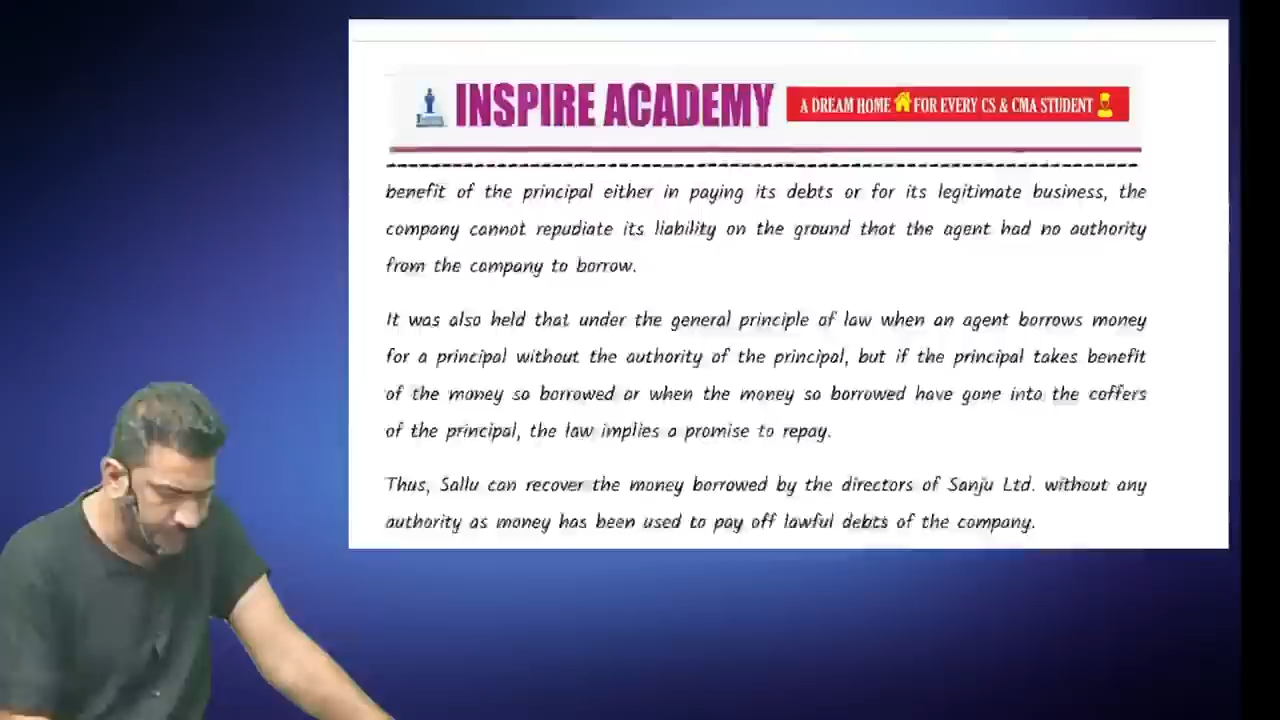 INSPIRE ACADEMY
A DREAM HOME FOR EVERY CS & CMA STUDENT
benefit of the principal either in paying its debts or for its legitimate business, the
company cannot repudiate its liability on the ground that the agent had no authority
from the company to borrow.
It was also held that under the general principle of law when an agent borrows money
for a principal without the authority of the principal, but if the principal takes benefit
of the money so borrowed or when the money so borrowed have gone into the coffers
of the principal, the law implies a promise to repay.
Thus, Sallu can recover the money borrowed by the directors of Sanju Ltd. without any
authority as money has been used to pay off lawful debts of the company.